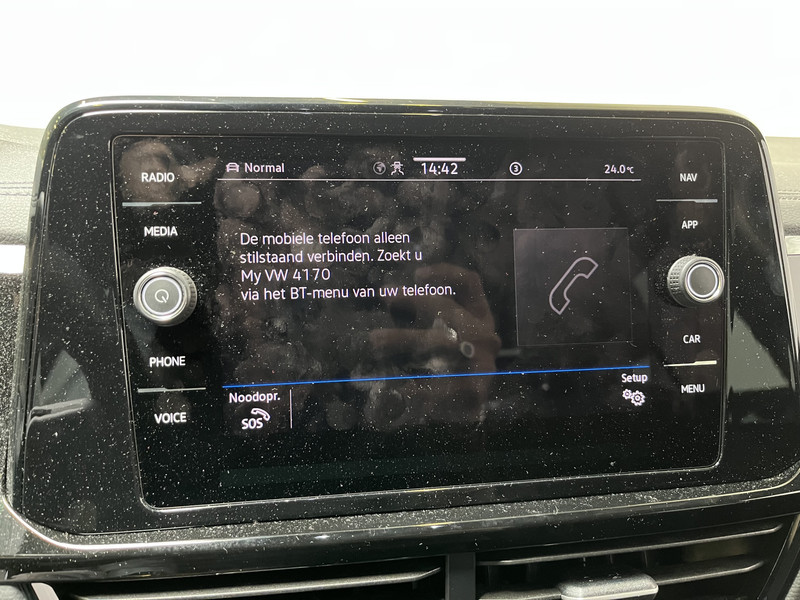 RADIO
MEDIA
PHONE
VOICE
Normal
14:42
3
24.0°C
De mobiele telefoon alleen
stilstaand verbinden. Zoekt u
My VW 4170
via het BT-menu van uw telefoon.
Noodopr.
SOS
Setup
NAV
APP
CAR
MENU